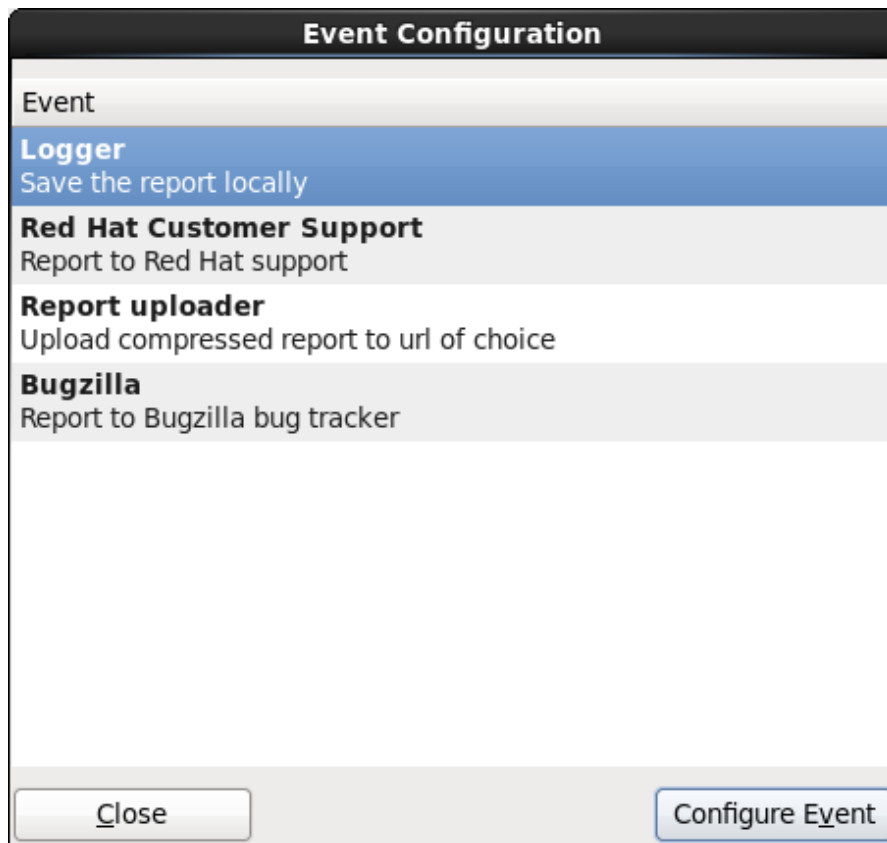 Event Configuration
Event
Logger
Save the report locally
Red Hat Customer Support
Report to Red Hat support
Report uploader
Upload compressed report to url of choice
Bugzilla
Report to Bugzilla bug tracker
Close
Configure Event